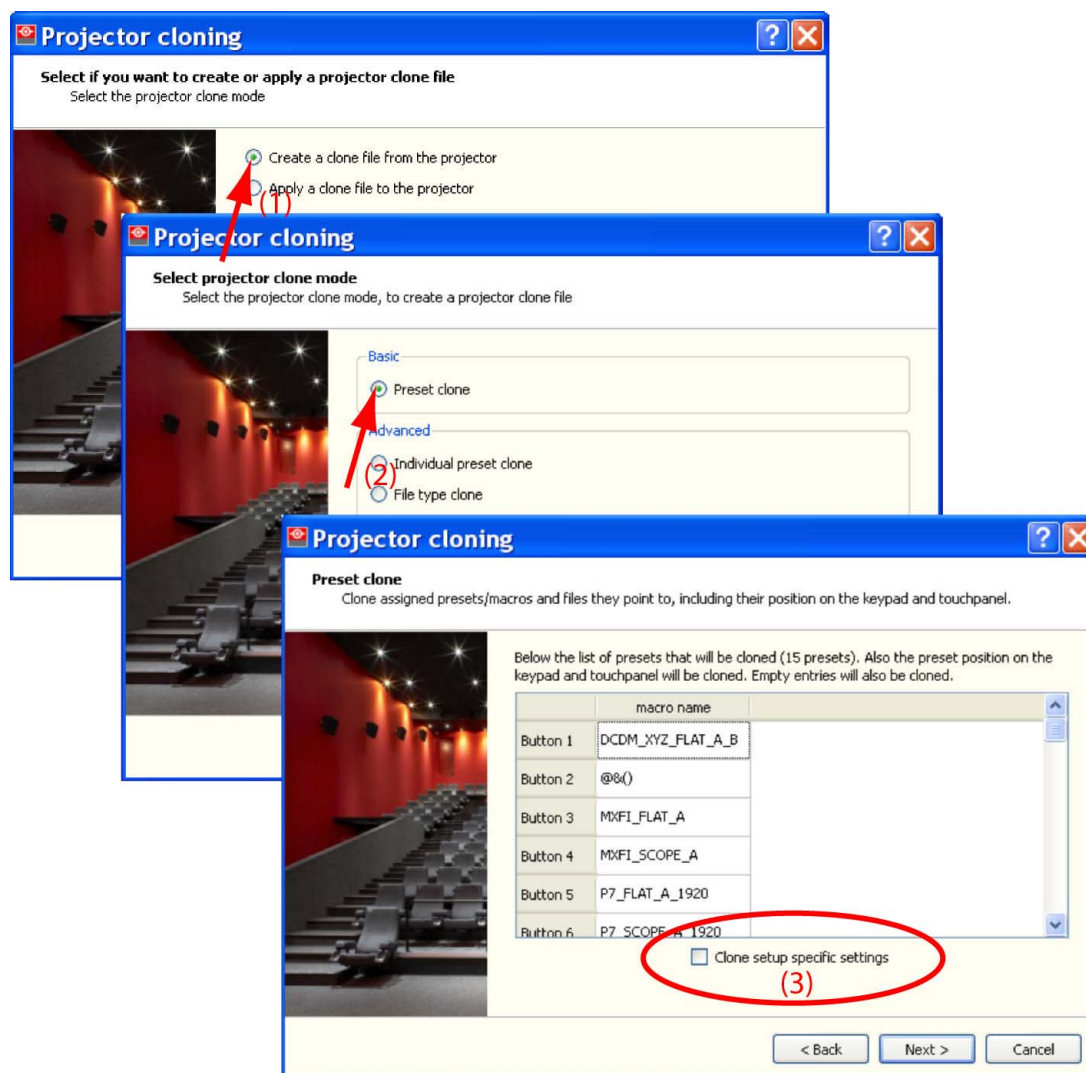 Projector cloning
Select if you want to create or apply a projector clone file
Select the projector clone mode
Create a clone file from the projector
Apply a clone file to the projector
(1)
Projector cloning
Select projector clone mode
Select the projector clone mode, to create a projector clone file
Basic
Preset clone
Advanced
(2)
Individual preset clone
File type clone
Projector cloning
Preset clone
Clone assigned presets/macros and files they point to, including their position on the keypad and touchpanel.
Below the list of presets that will be cloned (15 presets). Also the preset position on the
keypad and touchpanel will be cloned. Empty entries will also be cloned.
macro name
Button 1 DCDM_XYZ_FLAT_A_B
Button 2 @&()
Button 3 MXFI_FLAT_A
Button 4 MXFI_SCOPE_A
Button 5 P7_FLAT_A_1920
Button 6 P7_SCOPE_A_1920
Clone setup specific settings
(3)
< Back Next > Cancel